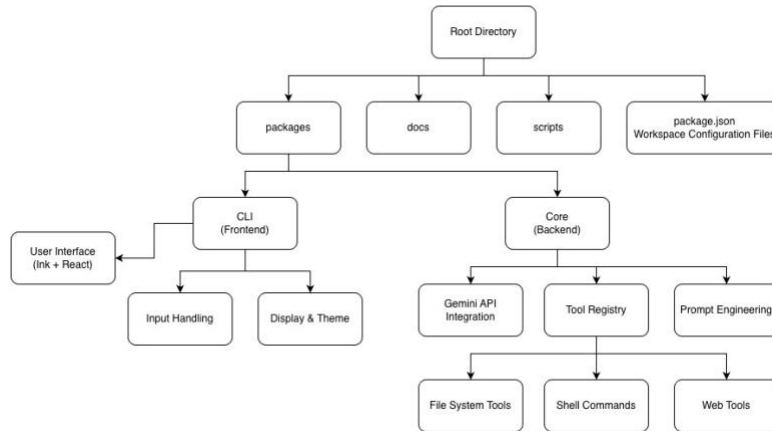 Root Directory
packages
docs
scripts
package.json
Workspace Configuration Files
CLI
(Frontend)
Core
(Backend)
User Interface
(Ink + React)
Input Handling
Display & Theme
Gemini API
Integration
Tool Registry
Prompt Engineering
File System Tools
Shell Commands
Web Tools